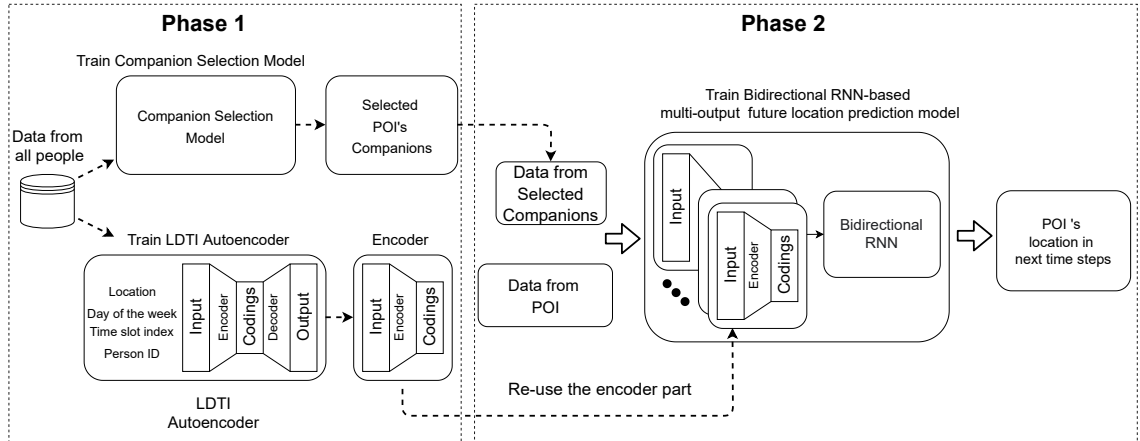 Phase 1
Train Companion Selection Model
Companion Selection
Model
Selected
POI's
Companions
Data from
all people
Train LDTI Autoencoder
Location
Day of the week
Time slot index
Person ID
Input
Encoder
Codings
Decoder
Output
LDTI
Autoencoder
Encoder
Input
Encoder
Codings
Phase 2
Train Bidirectional RNN-based
multi-output future location prediction model
Data from
Selected
Companions
Data from
POI
Input
Input
Encoder
Codings
Bidirectional
RNN
POI 's
location in
next time steps
Re-use the encoder part